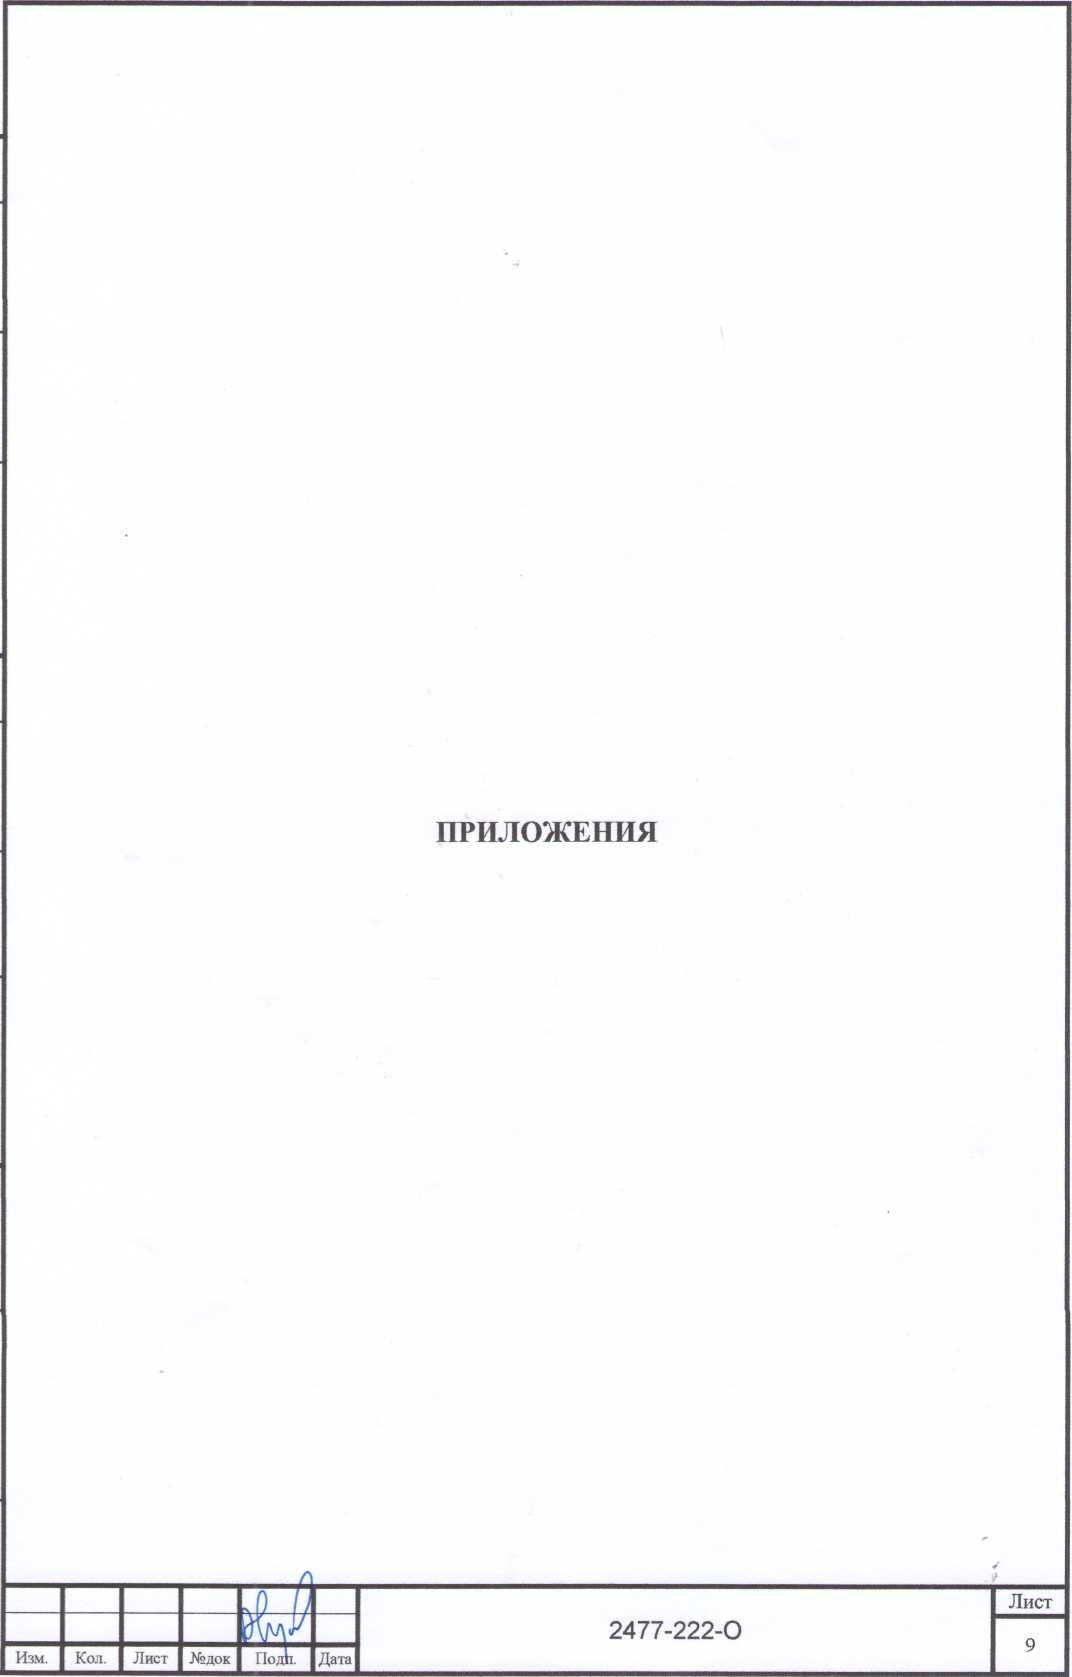 ПРИЛОЖЕНИЯ
2477-222-О
Лист
9
Изм. Кол. Лист №док Подп. Дата